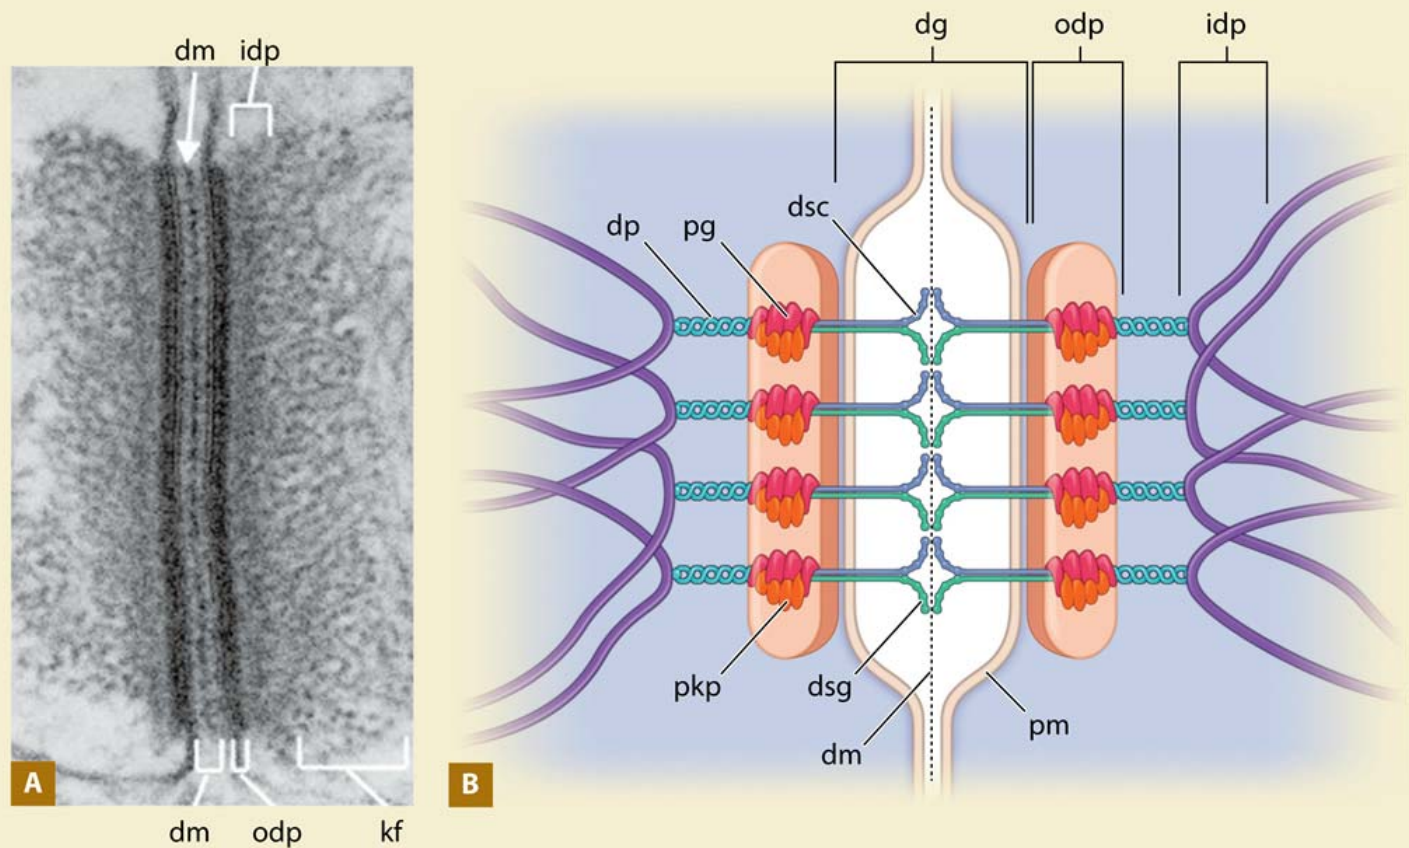 dm idp
A
dm odp kf
dg odp idp
dsc
dp pg
pkp dsg
pm
dm
B